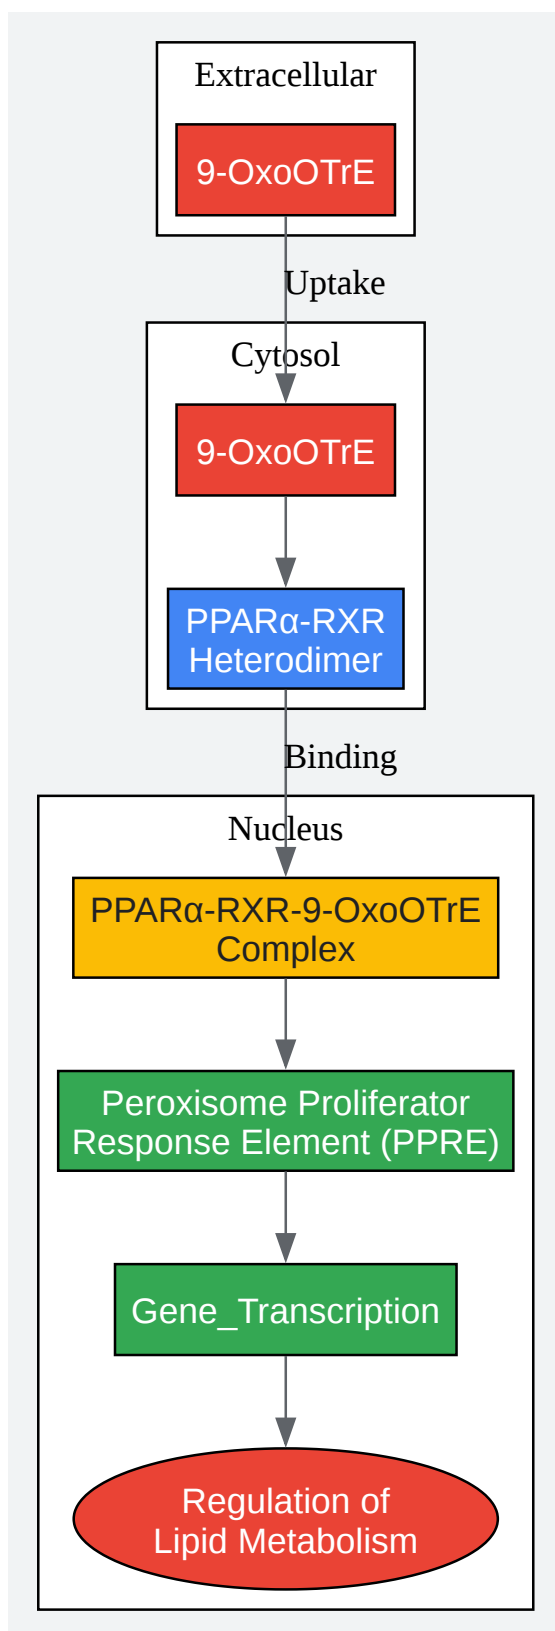 Extracellular
9-OxoOTrE
Uptake
Cytosol
9-OxoOTrE
PPARα-RXR
Heterodimer
Binding
Nucleus
PPARα-RXR-9-OxoOTrE
Complex
Peroxisome Proliferator
Response Element (PPRE)
Gene_Transcription
Regulation of
Lipid Metabolism